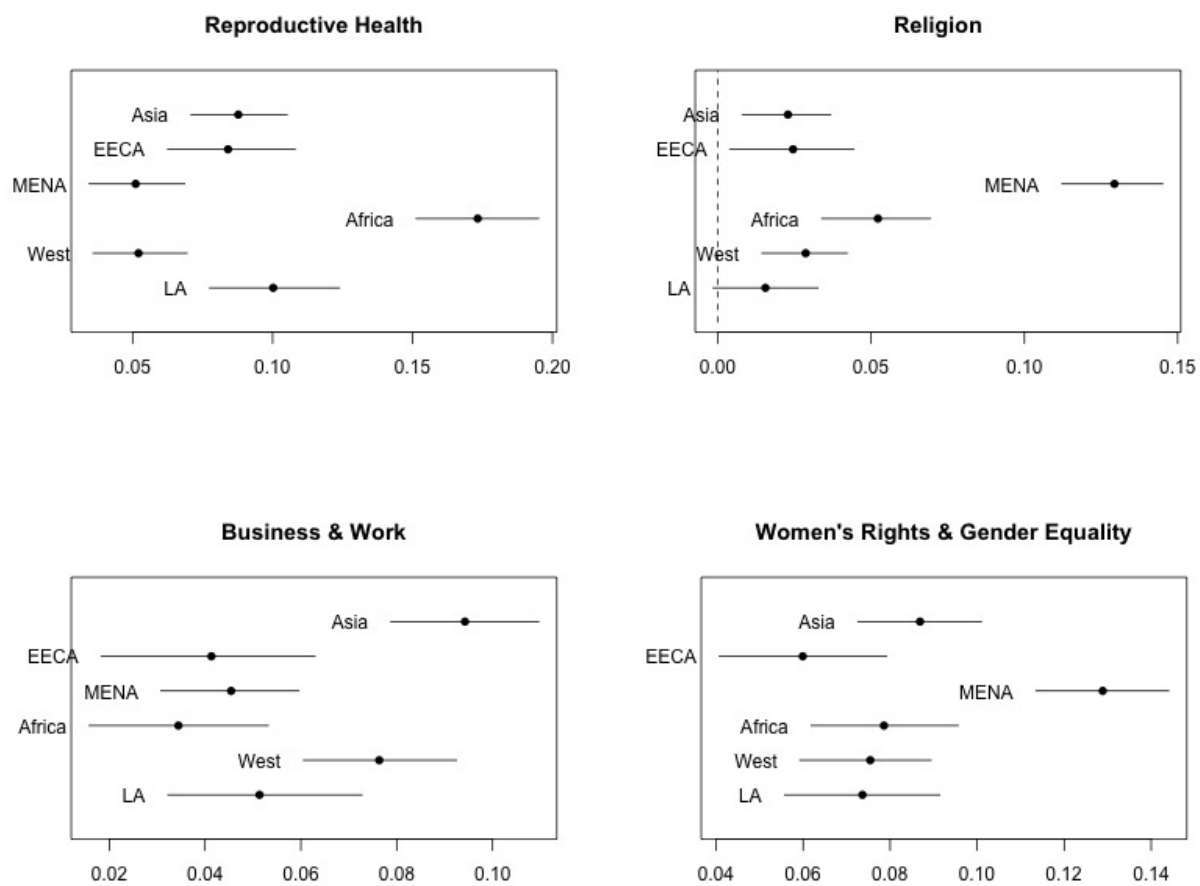 Reproductive Health
Asia
EECA
MENA
Africa
West
LA
0.05 0.10 0.15 0.20
Religion
Asia
EECA
MENA
Africa
West
LA
0.00 0.05 0.10 0.15
Business & Work
Asia
EECA
MENA
Africa
West
LA
0.02 0.04 0.06 0.08 0.10
Women's Rights & Gender Equality
Asia
EECA
MENA
Africa
West
LA
0.04 0.06 0.08 0.10 0.12 0.14